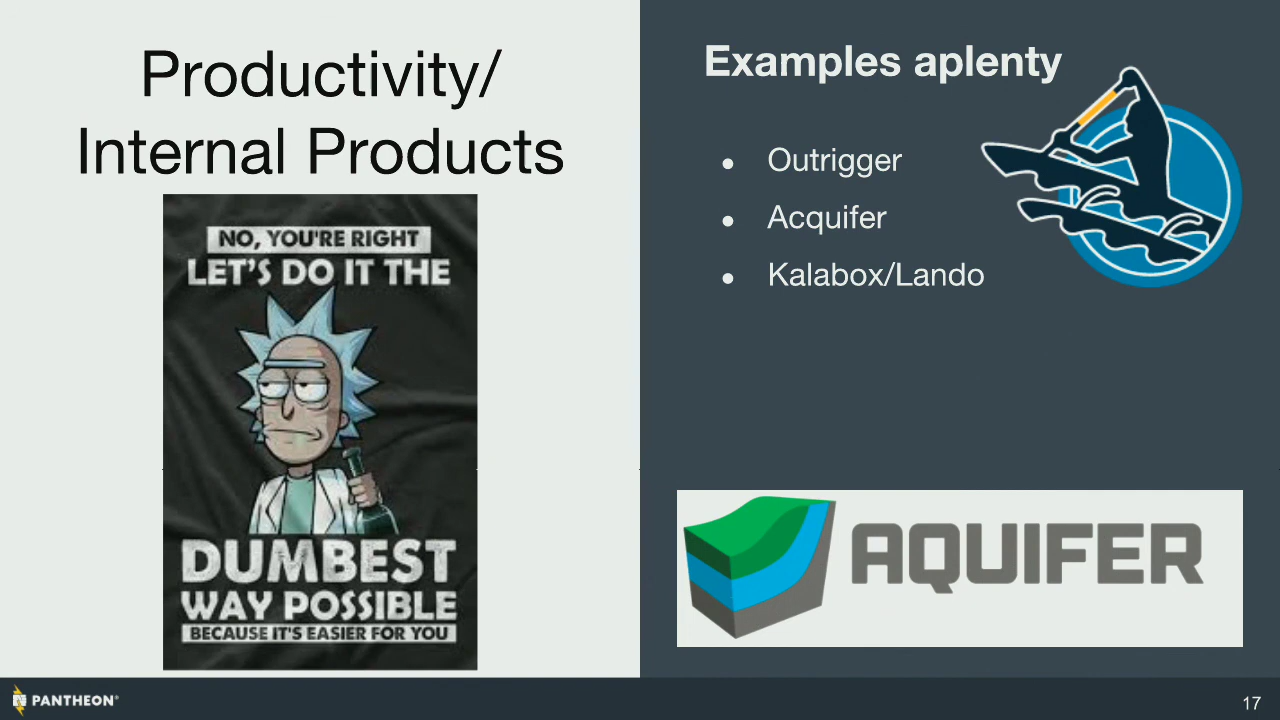 Productivity/
Internal Products
NO, YOU'RE RIGHT
LET'S DO IT THE
DUMBEST
WAY POSSIBLE
BECAUSE IT'S EASIER FOR YOU
Examples aplenty
● Outrigger
● Acquifer
● Kalabox/Lando
AQUIFER
PANTHEON®
17